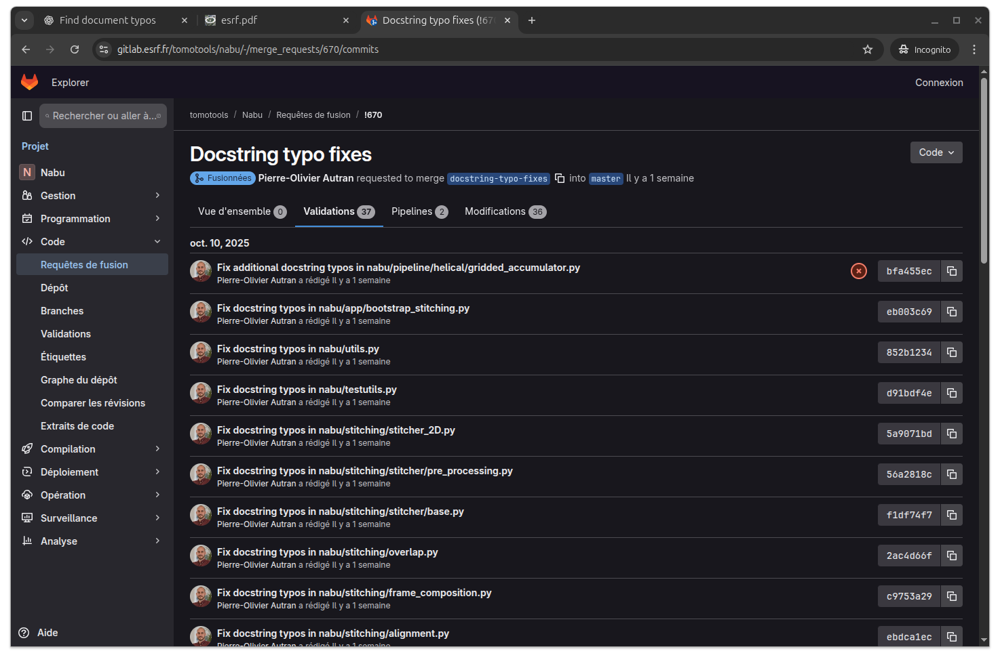 Find document typos
esrf.pdf
Docstring typo fixes (!67
gitlab.esrf.fr/tomotools/nabu/-/merge_requests/670/commits
Incognito
Explorer
Connexion
Rechercher ou aller à...
tomotools / Nabu / Requêtes de fusion / !670
Projet
N Nabu
Gestion
Programmation
Code
Requêtes de fusion
Dépôt
Branches
Validations
Étiquettes
Graphe du dépôt
Comparer les révisions
Extraits de code
Compilation
Déploiement
Opération
Surveillance
Analyse
Aide
Docstring typo fixes
Code
Fusionnées Pierre-Olivier Autran requested to merge docstring-typo-fixes into master Il y a 1 semaine
Vue d'ensemble 0 Validations 37 Pipelines 2 Modifications 36
oct. 10, 2025
Fix additional docstring typos in nabu/pipeline/helical/gridded_accumulator.py
Pierre-Olivier Autran a rédigé Il y a 1 semaine
bfa455ec
Fix docstring typos in nabu/app/bootstrap_stitching.py
Pierre-Olivier Autran a rédigé Il y a 1 semaine
eb003c69
Fix docstring typos in nabu/utils.py
Pierre-Olivier Autran a rédigé Il y a 1 semaine
852b1234
Fix docstring typos in nabu/testutils.py
Pierre-Olivier Autran a rédigé Il y a 1 semaine
d91bdf4e
Fix docstring typos in nabu/stitching/stitcher_2D.py
Pierre-Olivier Autran a rédigé Il y a 1 semaine
5a9071bd
Fix docstring typos in nabu/stitching/stitcher/pre_processing.py
Pierre-Olivier Autran a rédigé Il y a 1 semaine
56a2818c
Fix docstring typos in nabu/stitching/stitcher/base.py
Pierre-Olivier Autran a rédigé Il y a 1 semaine
f1df74f7
Fix docstring typos in nabu/stitching/overlap.py
Pierre-Olivier Autran a rédigé Il y a 1 semaine
2ac4d66f
Fix docstring typos in nabu/stitching/frame_composition.py
Pierre-Olivier Autran a rédigé Il y a 1 semaine
c9753a29
Fix docstring typos in nabu/stitching/alignment.py
Pierre-Olivier Autran a rédigé Il y a 1 semaine
ebdca1ec